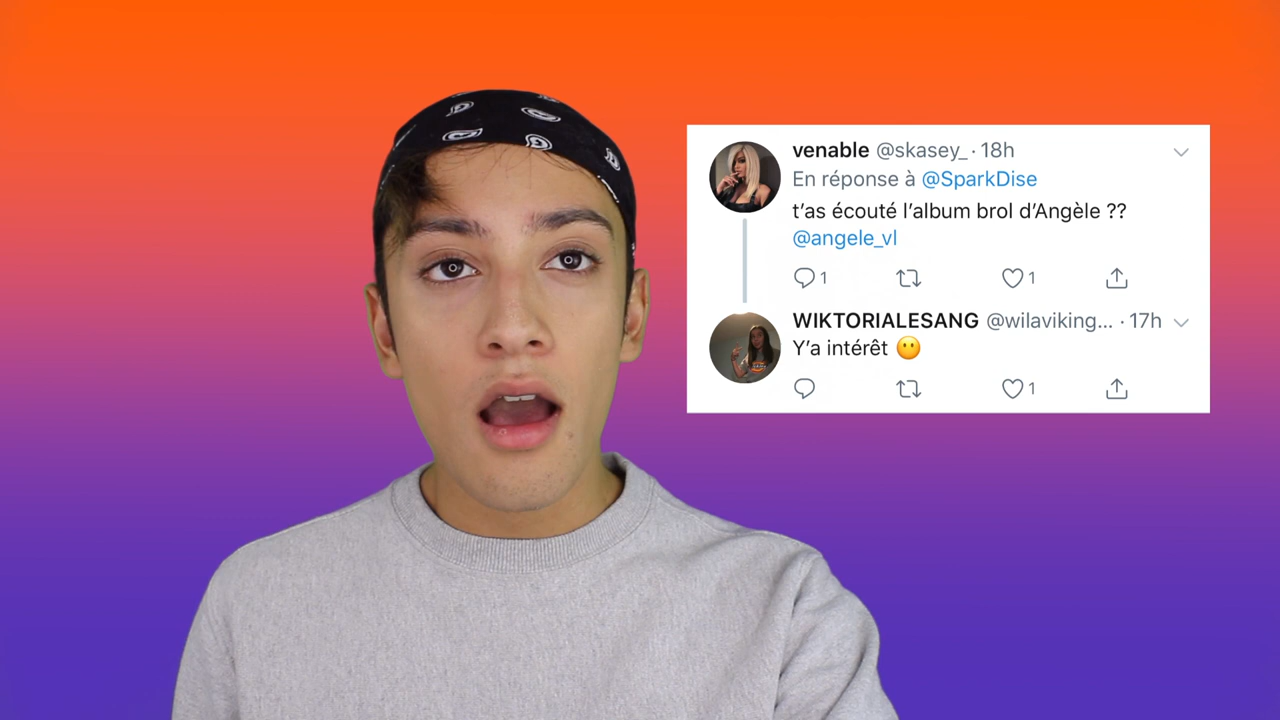 venable @skasey_ · 18h
En réponse à @SparkDise
t’as écouté l’album brol d’Angèle ??
@angele_vl
1 1
WIKTORIALESANG @wilaviking... · 17h
Y’a intérêt 😶
1